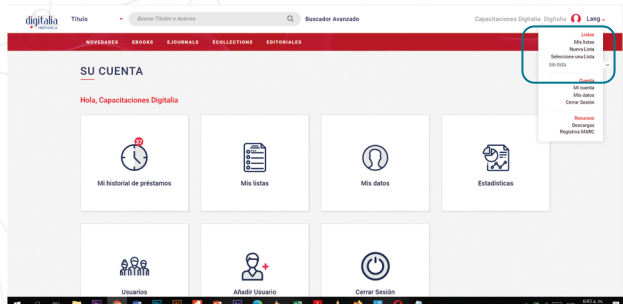 digitalia
HISPÁNICA
Título
Buscar Títulos o Autores
Buscador Avanzado
Capacitaciones Digitalia Digitalia
Lang
NOVEDADES EBOOKS EJOURNALS ECOLLECTIONS EDITORIALES
Listas
Mis listas
Nueva Lista
Seleccione una Lista
sin lista
Cuenta
Mi cuenta
Mis datos
Cerrar Sesión
Recursos
Descargas
Registros MARC
SU CUENTA
Hola, Capacitaciones Digitalia
57
Mi historial de préstamos
Mis listas
Mis datos
Estadísticas
Usuarios
Añadir Usuario
Cerrar Sesión